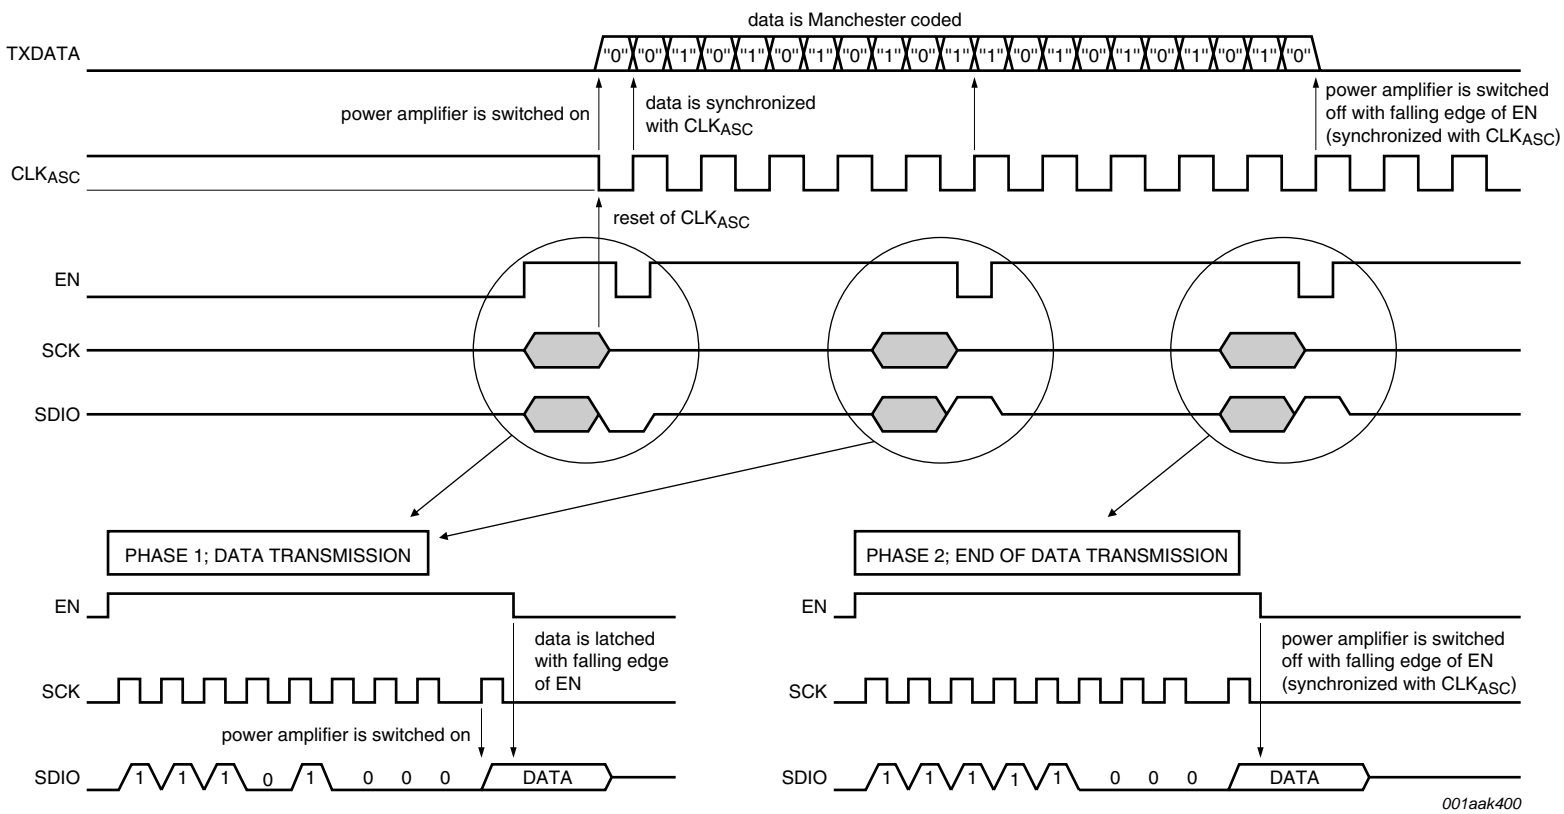 data is Manchester coded
TXDATA
"0" "0" "1" "0" "1" "0" "1" "0" "1" "0" "1" "1" "0" "1" "0" "1" "0" "1" "0" "1" "0"
power amplifier is switched on
data is synchronized
with CLKASC
power amplifier is switched
off with falling edge of EN
(synchronized with CLKASC)
CLKASC
reset of CLKASC
EN
SCK
SDIO
PHASE 1; DATA TRANSMISSION
EN
data is latched
with falling edge
of EN
SCK
power amplifier is switched on
SDIO
1 1 1 0 1 0 0 0 DATA
PHASE 2; END OF DATA TRANSMISSION
EN
power amplifier is switched
off with falling edge of EN
(synchronized with CLKASC)
SCK
SDIO
1 1 1 1 1 0 0 0 DATA
001aak400